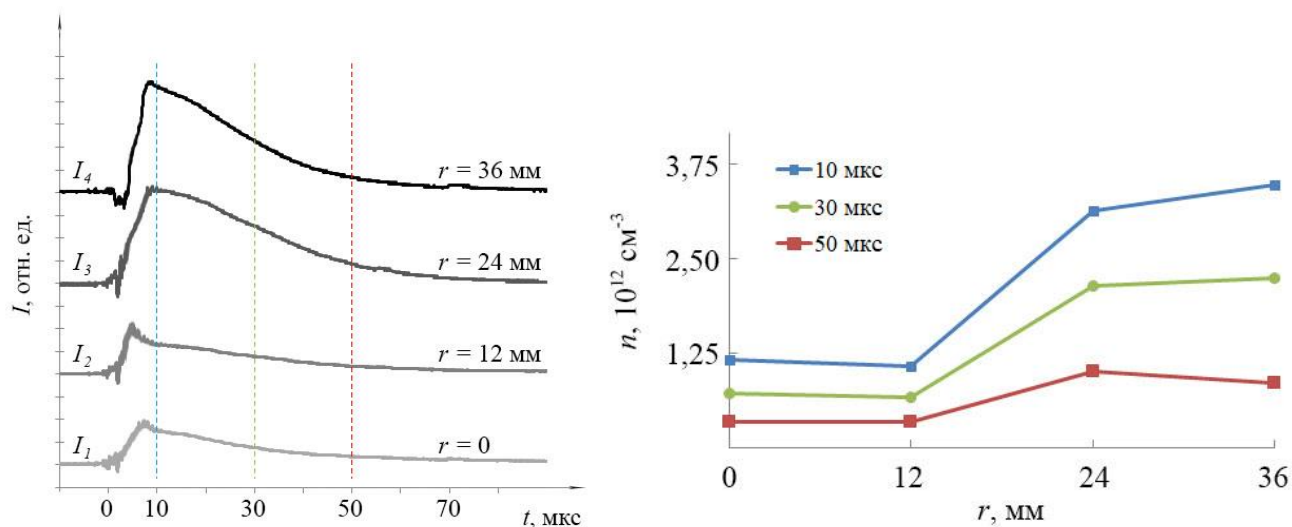 I, отн. ед.
I₄
r = 36 мм
I₃
r = 24 мм
I₂
r = 12 мм
I₁
r = 0
0 10 30 50 70 t, мкс
n, 10¹² см⁻³
3,75
2,50
1,25
10 мкс
30 мкс
50 мкс
0 12 24 36
r, мм